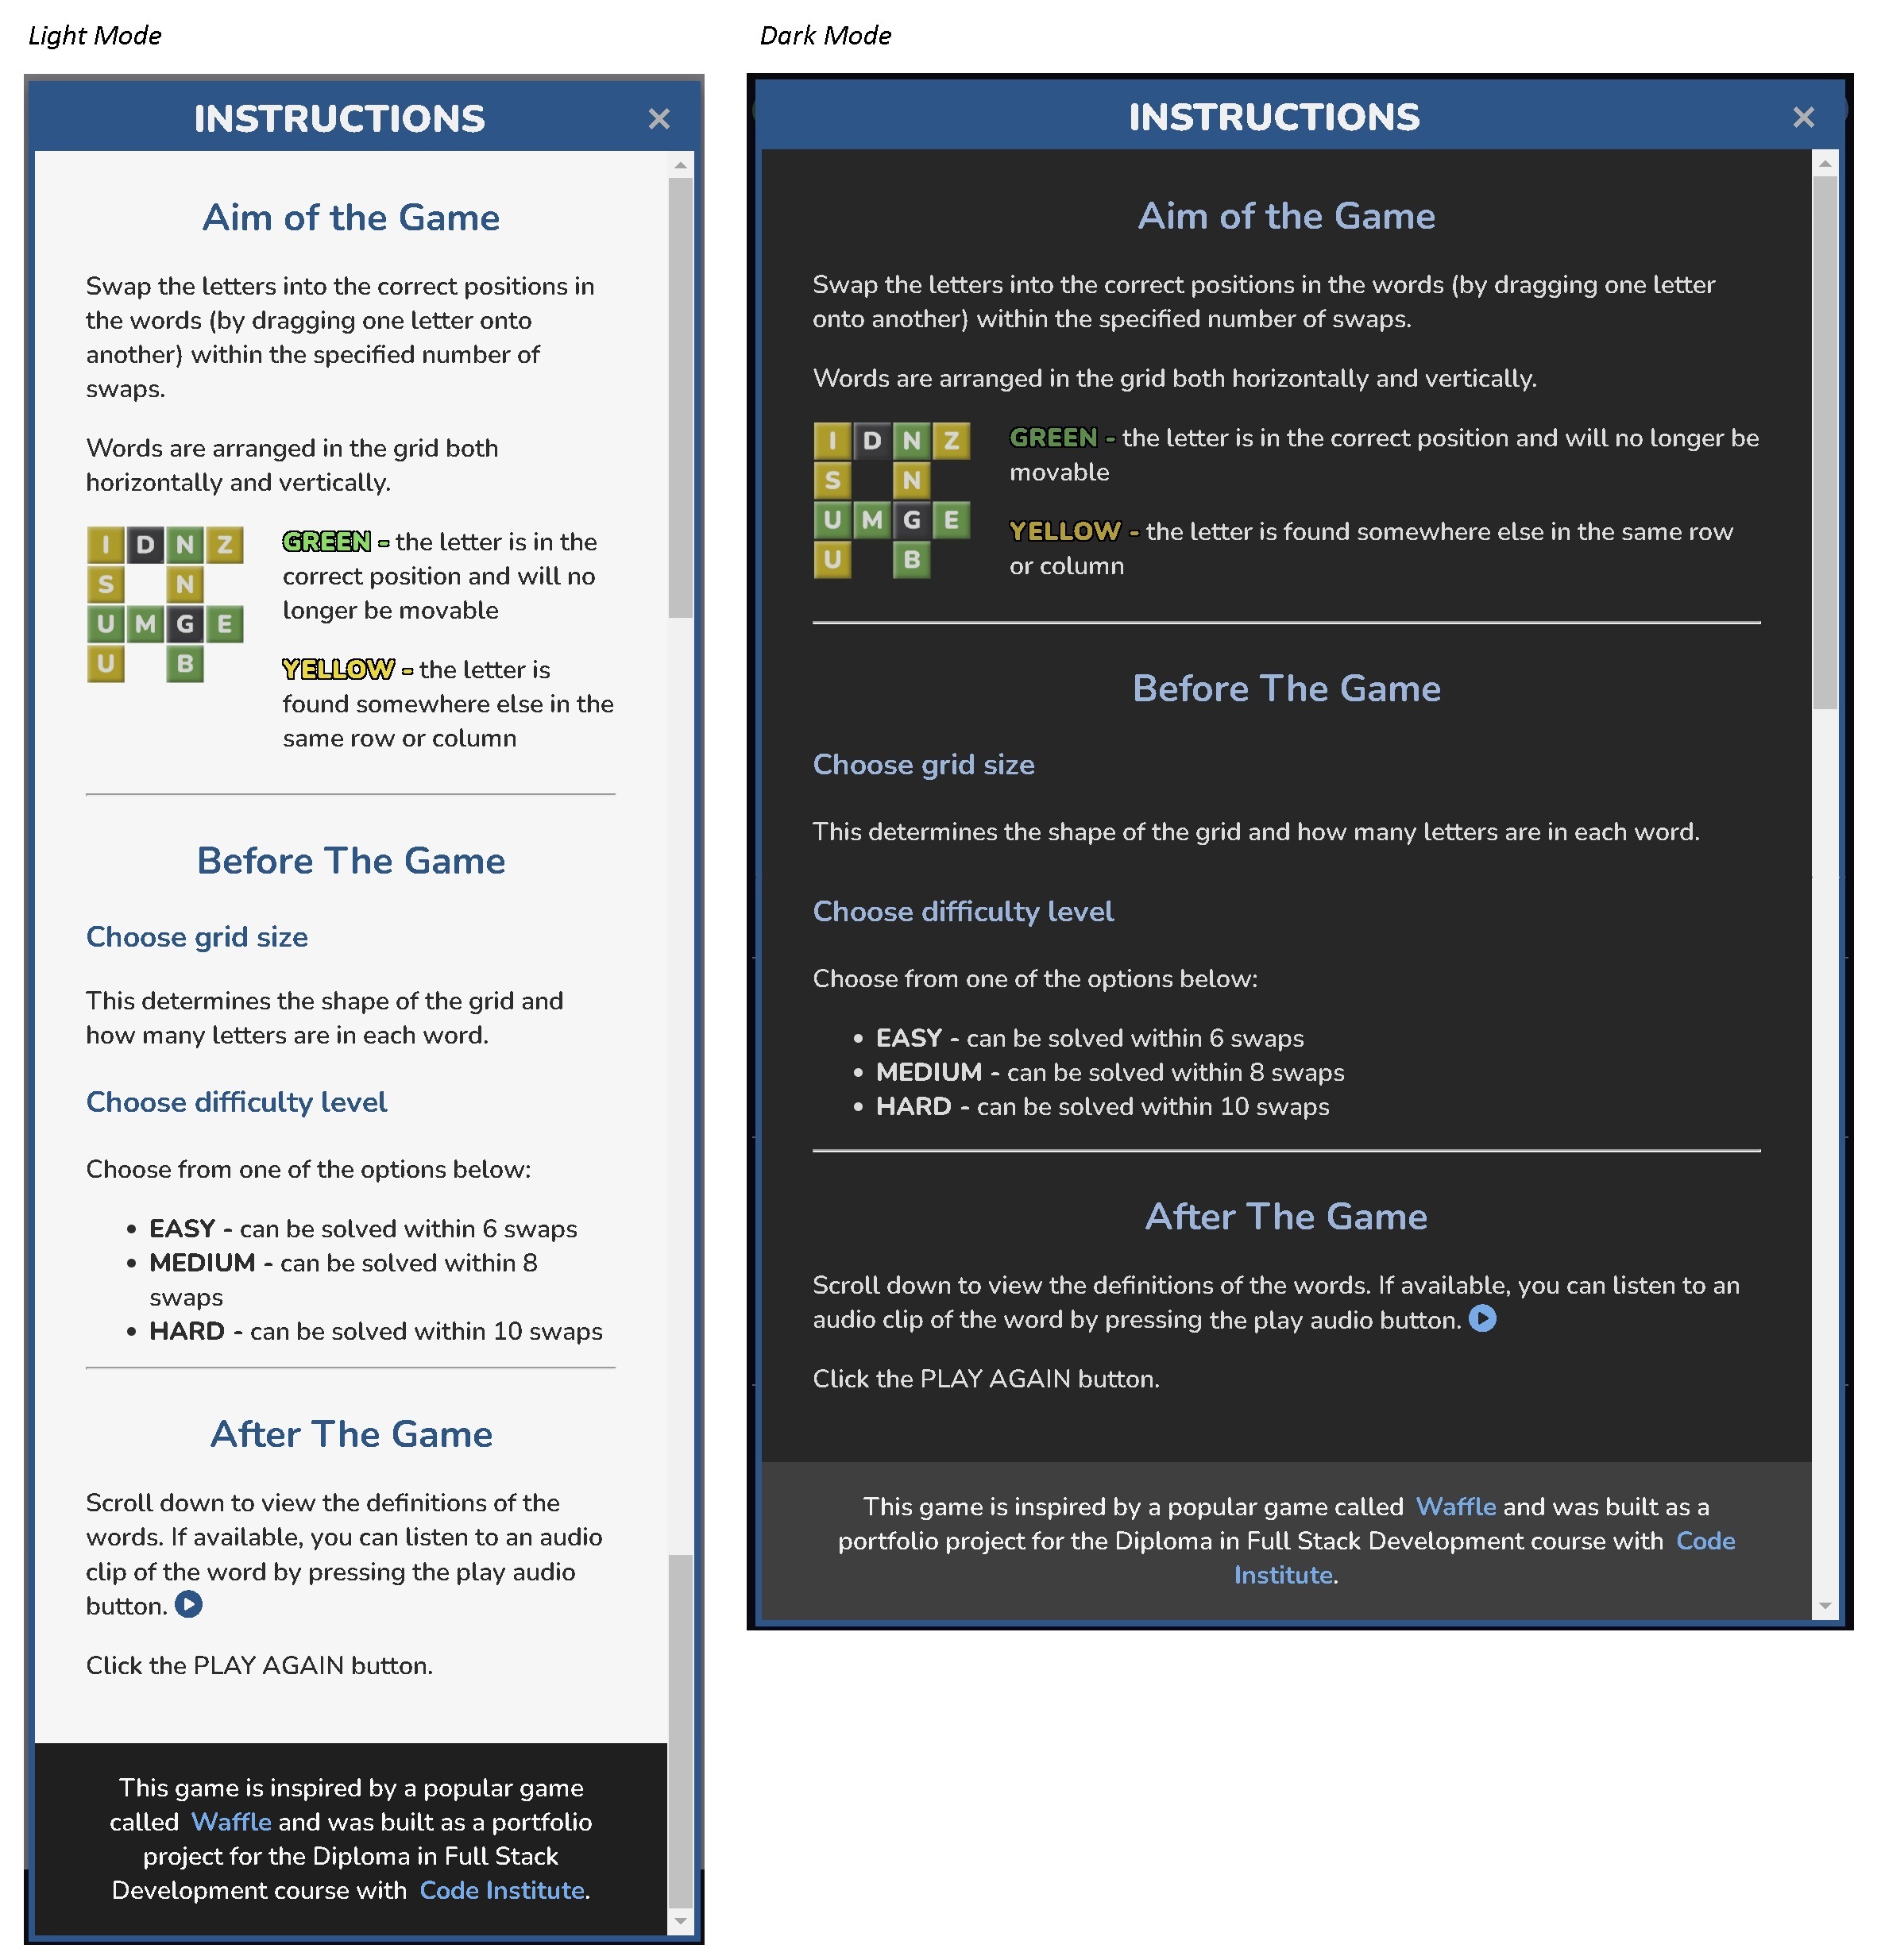 Light Mode
INSTRUCTIONS ×
Aim of the Game
Swap the letters into the correct positions in
the words (by dragging one letter onto
another) within the specified number of
swaps.
Words are arranged in the grid both
horizontally and vertically.
I D N Z
S N
U M G E
U B
GREEN - the letter is in the
correct position and will no
longer be movable
YELLOW - the letter is
found somewhere else in the
same row or column
Before The Game
Choose grid size
This determines the shape of the grid and
how many letters are in each word.
Choose difficulty level
Choose from one of the options below:
• EASY - can be solved within 6 swaps
• MEDIUM - can be solved within 8
swaps
• HARD - can be solved within 10 swaps
After The Game
Scroll down to view the definitions of the
words. If available, you can listen to an audio
clip of the word by pressing the play audio
button.
Click the PLAY AGAIN button.
This game is inspired by a popular game
called Waffle and was built as a portfolio
project for the Diploma in Full Stack
Development course with Code Institute.
Dark Mode
INSTRUCTIONS ×
Aim of the Game
Swap the letters into the correct positions in the words (by dragging one letter
onto another) within the specified number of swaps.
Words are arranged in the grid both horizontally and vertically.
I D N Z
S N
U M G E
U B
GREEN - the letter is in the correct position and will no longer be
movable
YELLOW - the letter is found somewhere else in the same row
or column
Before The Game
Choose grid size
This determines the shape of the grid and how many letters are in each word.
Choose difficulty level
Choose from one of the options below:
• EASY - can be solved within 6 swaps
• MEDIUM - can be solved within 8 swaps
• HARD - can be solved within 10 swaps
After The Game
Scroll down to view the definitions of the words. If available, you can listen to an
audio clip of the word by pressing the play audio button.
Click the PLAY AGAIN button.
This game is inspired by a popular game called Waffle and was built as a
portfolio project for the Diploma in Full Stack Development course with Code
Institute.